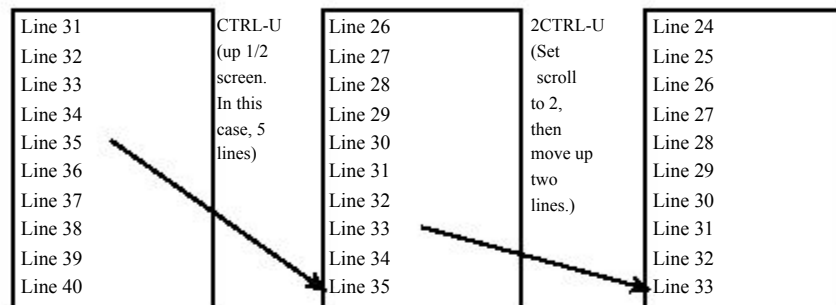 Line 31
Line 32
Line 33
Line 34
Line 35
Line 36
Line 37
Line 38
Line 39
Line 40
CTRL-U
(up 1/2
screen.
In this
case, 5
lines)
Line 26
Line 27
Line 28
Line 29
Line 30
Line 31
Line 32
Line 33
Line 34
Line 35
2CTRL-U
(Set
scroll
to 2,
then
move up
two
lines.)
Line 24
Line 25
Line 26
Line 27
Line 28
Line 29
Line 30
Line 31
Line 32
Line 33